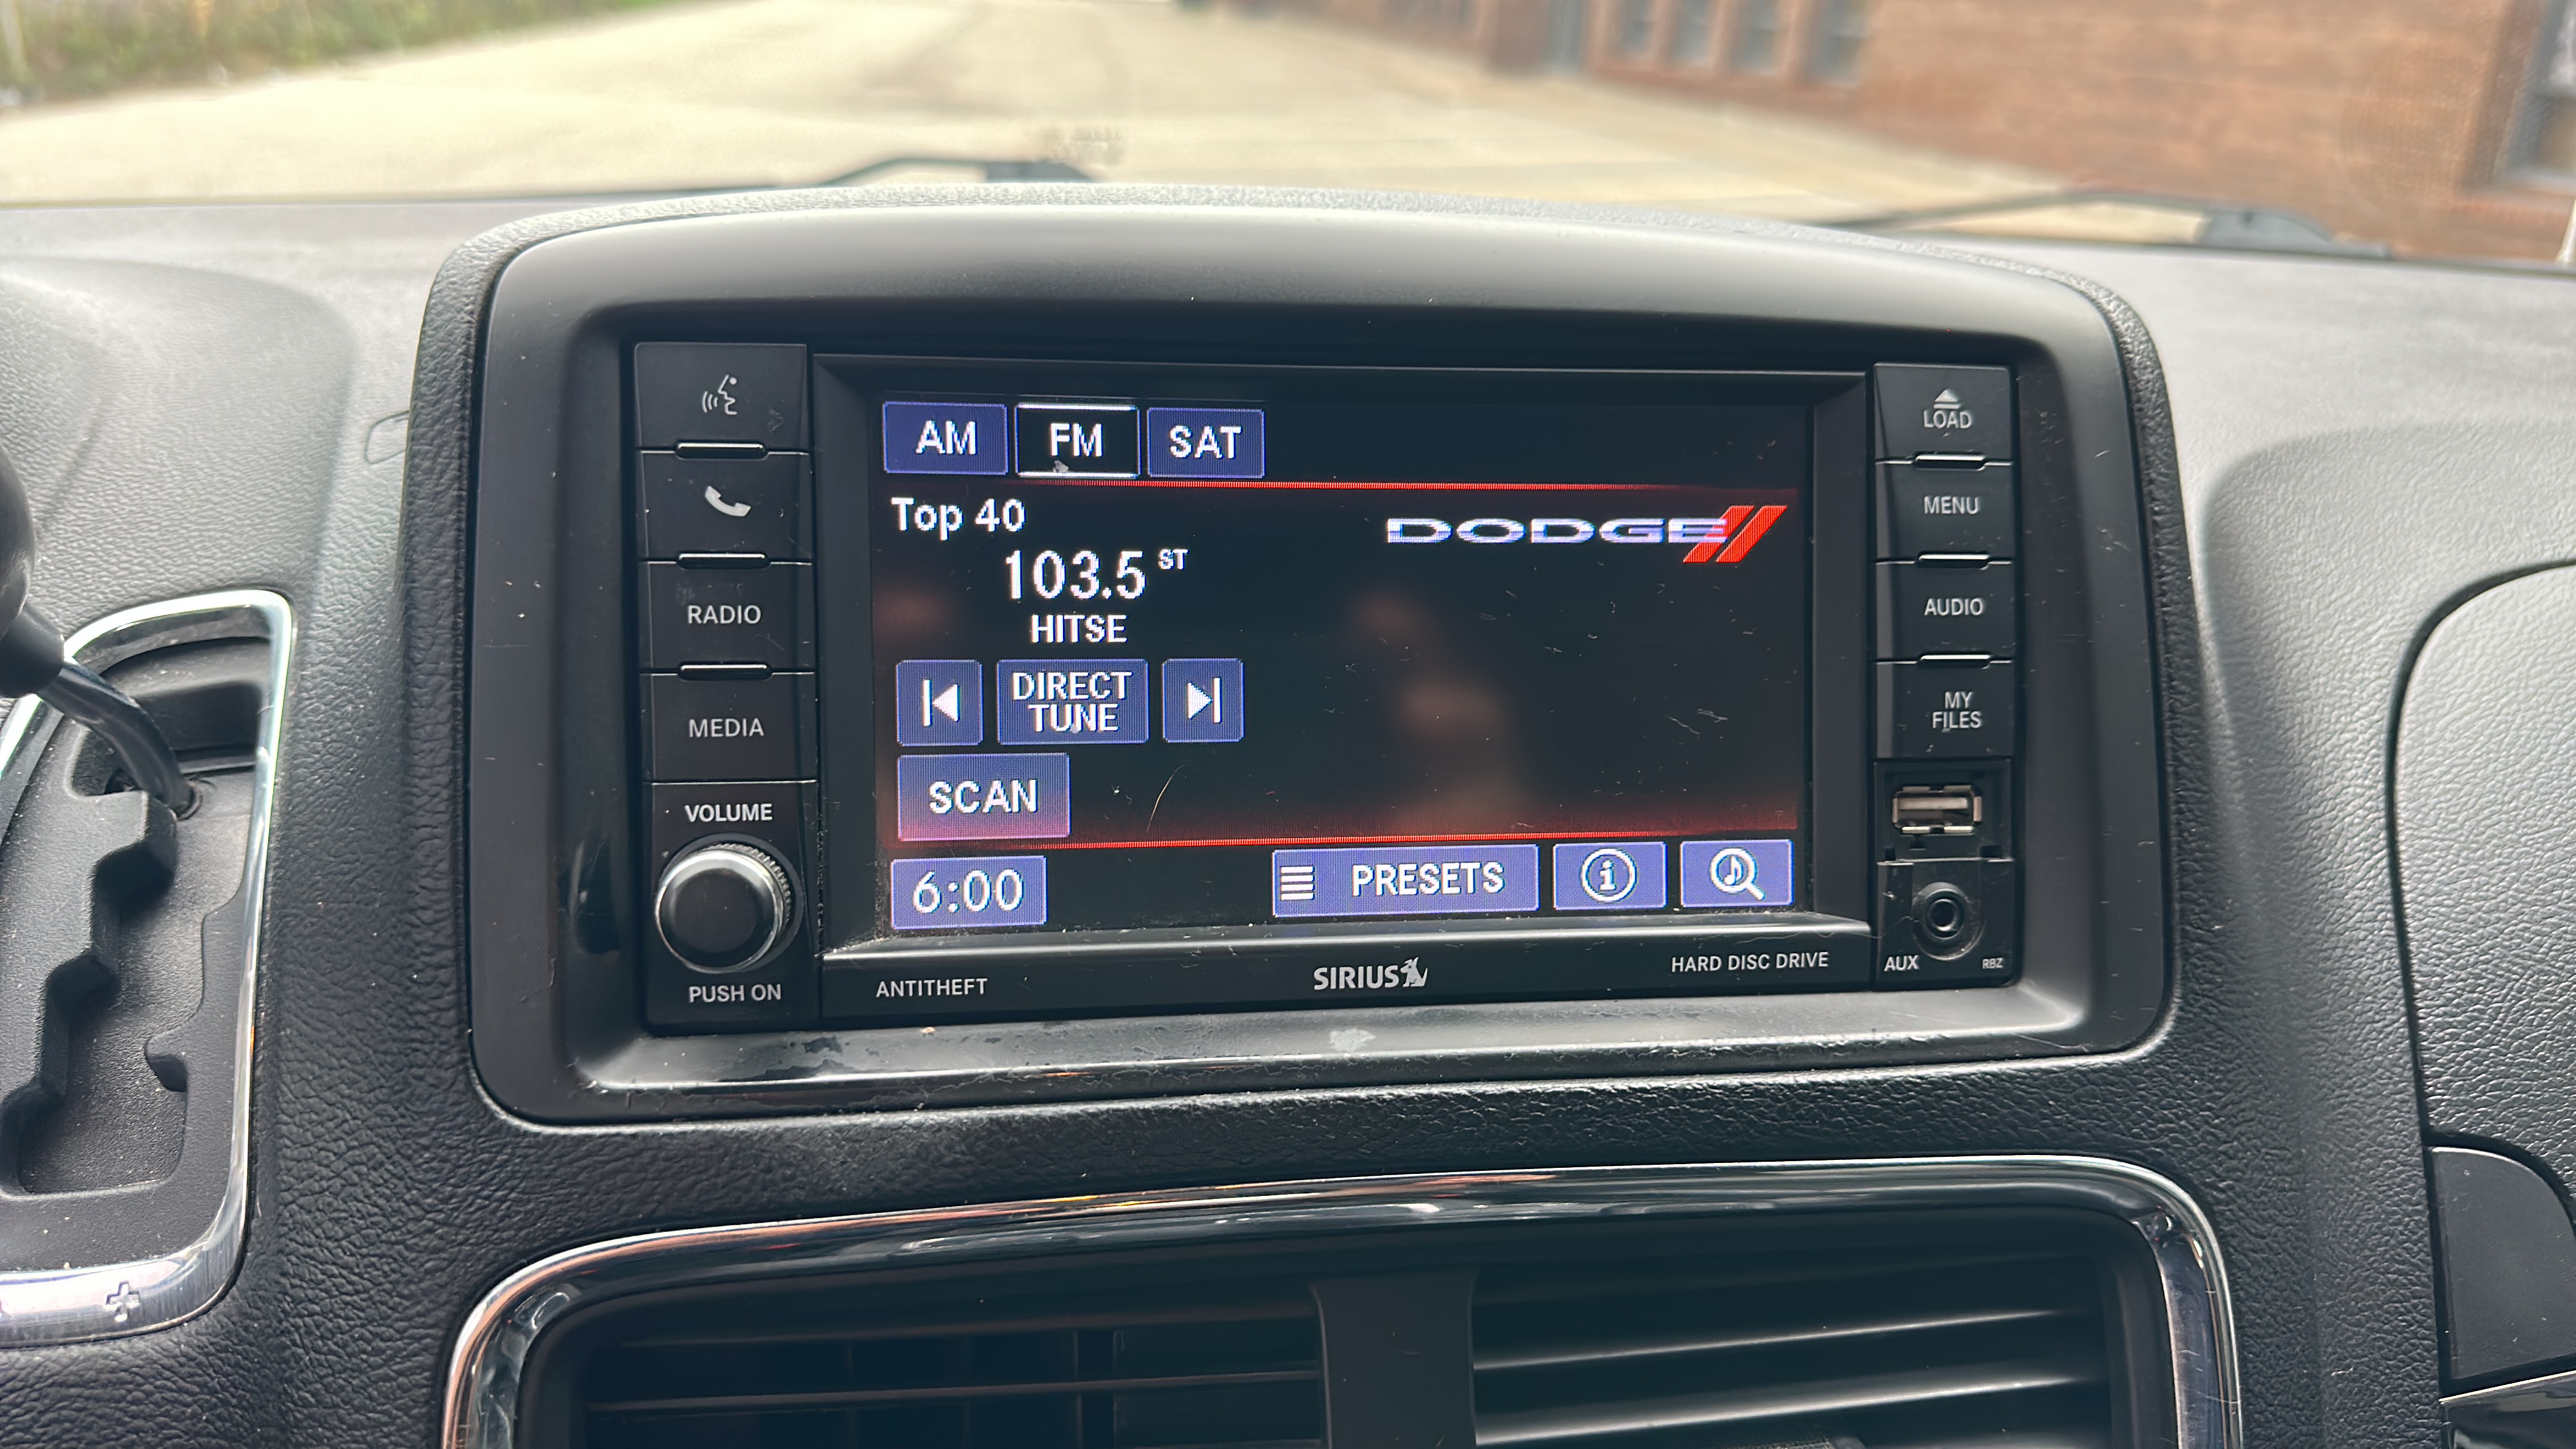 AM FM SAT
Top 40
DODGE
103.5 ST
HITSE
DIRECT
TUNE
SCAN
6:00
PRESETS
i
RADIO
MEDIA
VOLUME
PUSH ON
LOAD
MENU
AUDIO
MY
FILES
AUX RBZ
ANTITHEFT
SIRIUS
HARD DISC DRIVE